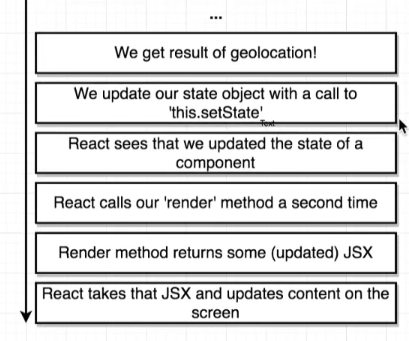 ...
We get result of geolocation!
We update our state object with a call to
'this.setState'
Text
React sees that we updated the state of a
component
React calls our 'render' method a second time
Render method returns some (updated) JSX
React takes that JSX and updates content on the
screen